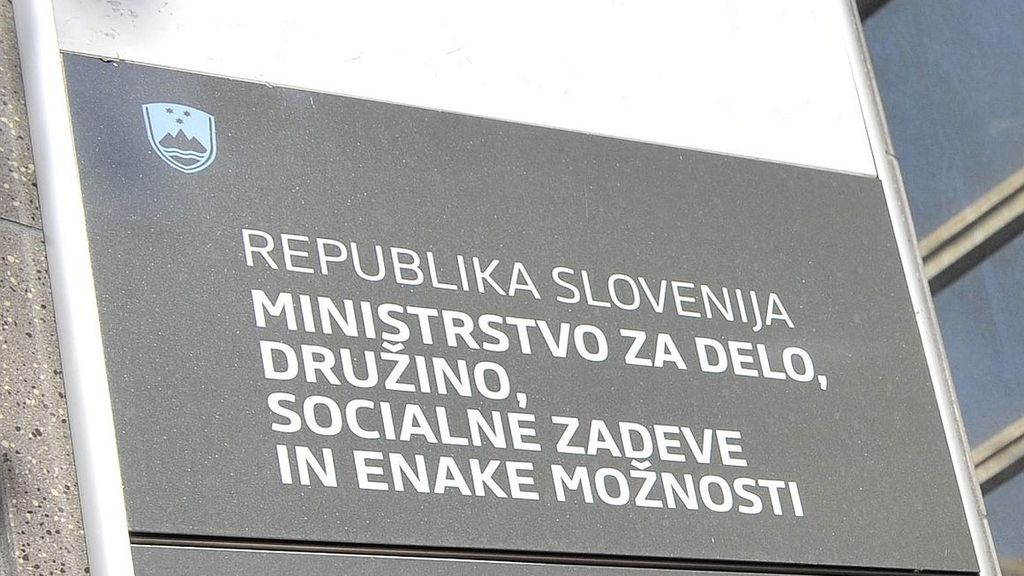 REPUBLIKA SLOVENIJA
MINISTRSTVO ZA DELO,
DRUŽINO,
SOCIALNE ZADEVE
IN ENAKE MOŽNOSTI